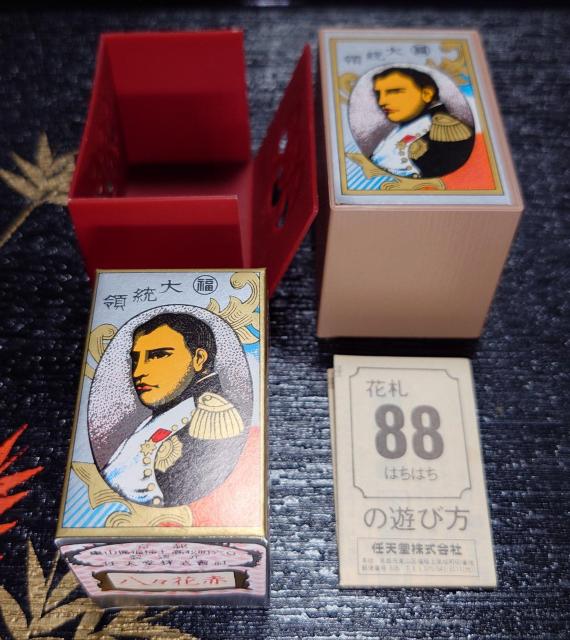 領統大 福
領統大 福
花札
88
はちはち
の遊び方
任天堂株式会社
八々花赤